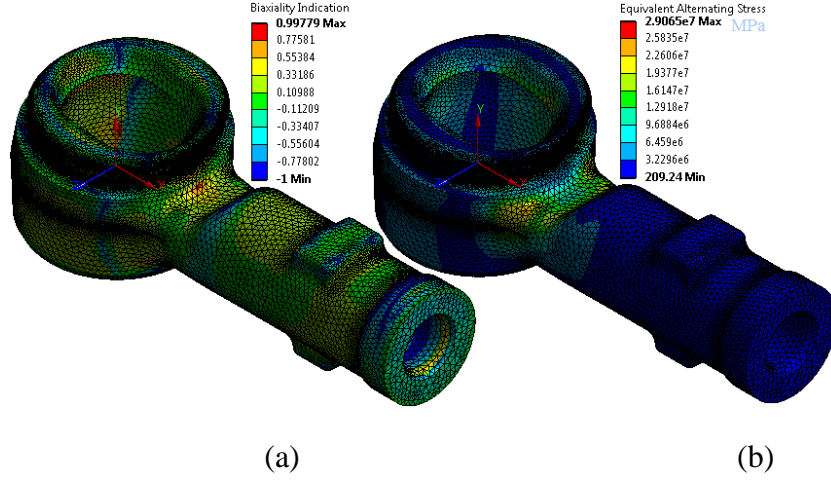 Biaxiality Indication
0.99779 Max
0.77581
0.55384
0.33186
0.10988
-0.11209
-0.33407
-0.55604
-0.77802
-1 Min
Equivalent Alternating Stress
MPa
2.9065e7 Max
2.5835e7
2.2606e7
1.9377e7
1.6147e7
1.2918e7
9.6884e6
6.459e6
3.2296e6
209.24 Min
Y
X
X
(a)
(b)